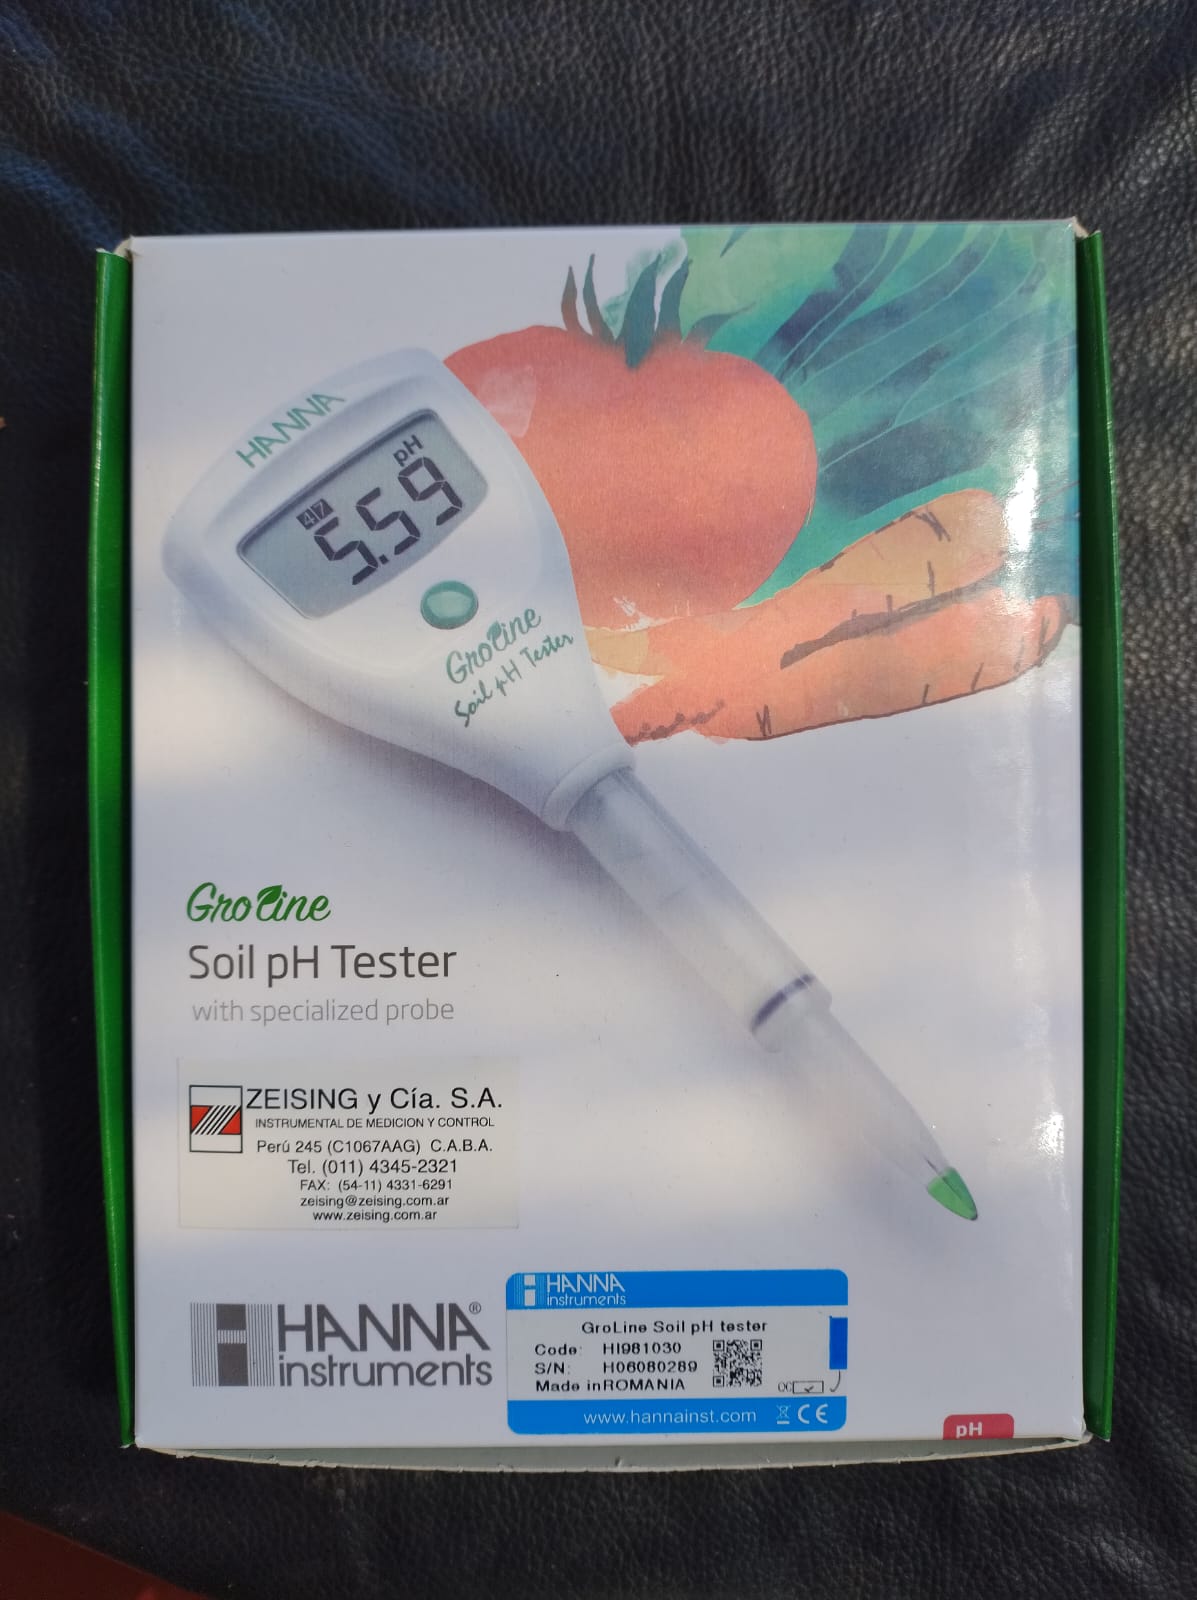 HANNA
pH
4 7
5.59
GroLine
Soil pH Tester
GroLine
Soil pH Tester
with specialized probe
ZEISING y Cía. S.A.
INSTRUMENTAL DE MEDICION Y CONTROL
Perú 245 (C1067AAG) C.A.B.A.
Tel. (011) 4345-2321
FAX: (54-11) 4331-6291
zeising@zeising.com.ar
www.zeising.com.ar
HANNA®
instruments
HANNA
instruments
GroLine Soil pH tester
Code: HI981030
S/N: H06080289
Made in ROMANIA
QC
www.hannainst.com CE
pH